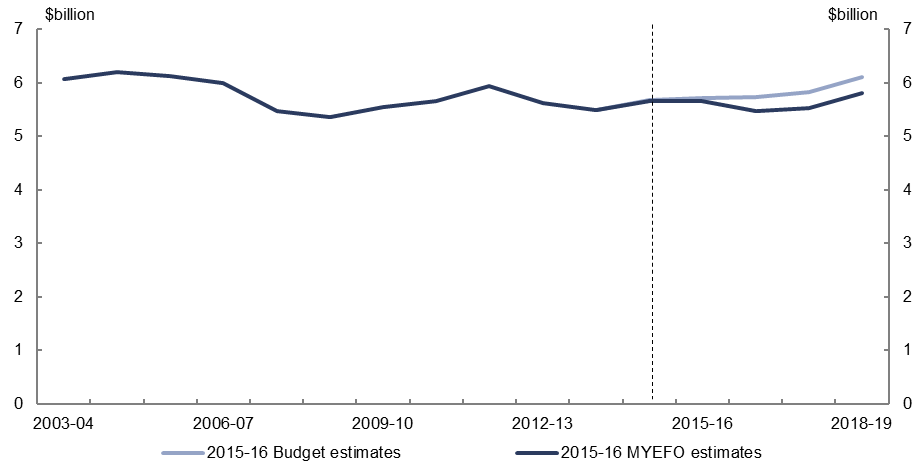 $billion $billion
7 7
6 6
5 5
4 4
3 3
2 2
1 1
0 0
2003-04 2006-07 2009-10 2012-13 2015-16 2018-19
2015-16 Budget estimates 2015-16 MYEFO estimates